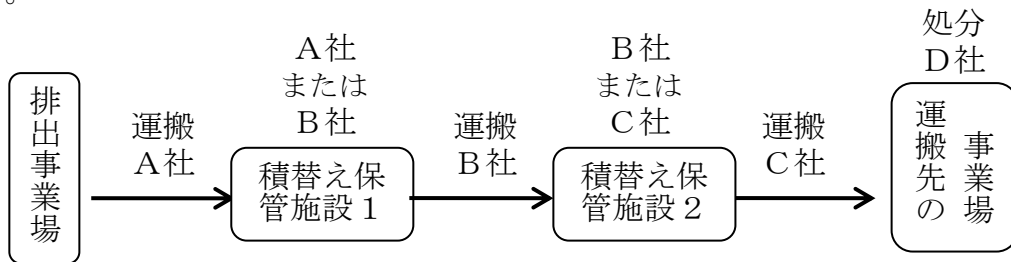 。
排出事業場
運搬
Ａ社
Ａ社
または
Ｂ社
積替え保
管施設１
運搬
Ｂ社
Ｂ社
または
Ｃ社
積替え保
管施設２
運搬
Ｃ社
処分
Ｄ社
運搬先の
事業場